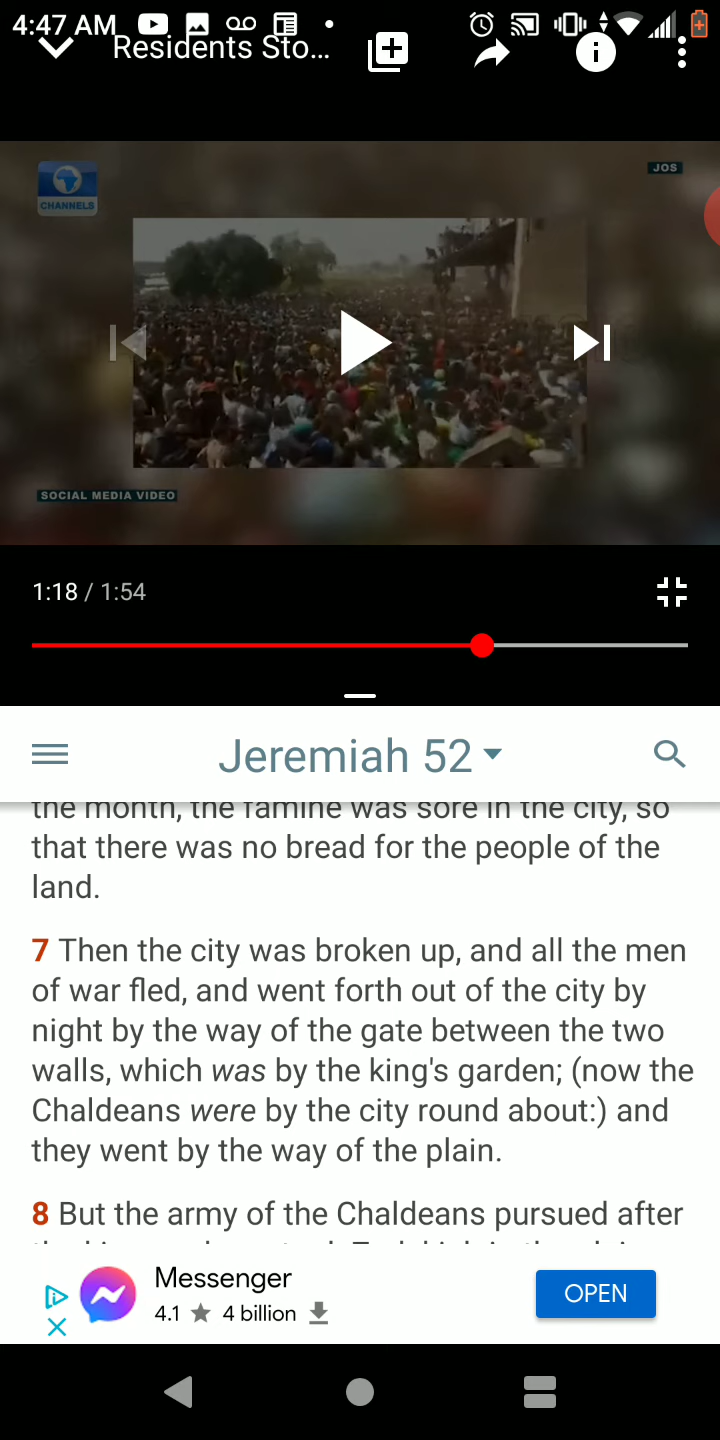 4:47 AM
Residents Sto...
CHANNELS
JOS
SOCIAL MEDIA VIDEO
1:18 / 1:54
Jeremiah 52
the month, the famine was sore in the city, so
that there was no bread for the people of the
land.
7 Then the city was broken up, and all the men
of war fled, and went forth out of the city by
night by the way of the gate between the two
walls, which was by the king's garden; (now the
Chaldeans were by the city round about:) and
they went by the way of the plain.
8 But the army of the Chaldeans pursued after
Messenger
4.1 ★ 4 billion
OPEN